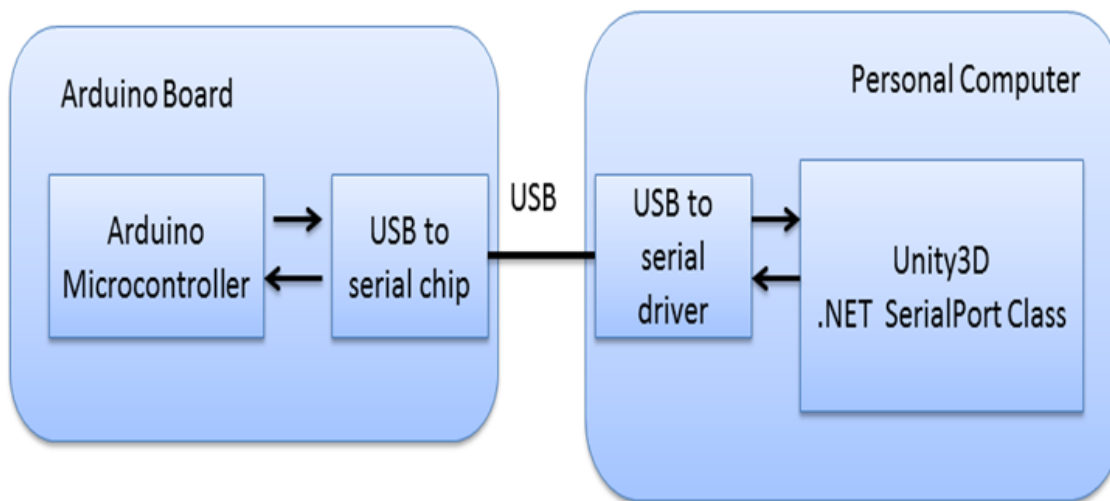 Arduino Board
Arduino
Microcontroller
USB to
serial chip
USB
Personal Computer
USB to
serial
driver
Unity3D
.NET SerialPort Class